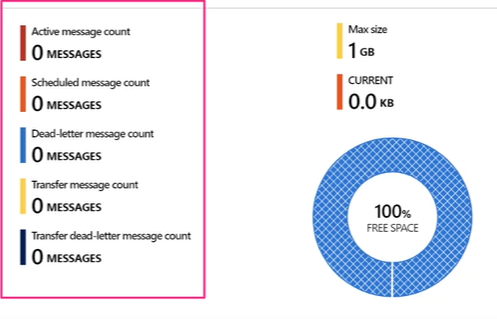 Active message count
0 MESSAGES
Scheduled message count
0 MESSAGES
Dead-letter message count
0 MESSAGES
Transfer message count
0 MESSAGES
Transfer dead-letter message count
0 MESSAGES
Max size
1 GB
CURRENT
0.0 KB
100%
FREE SPACE